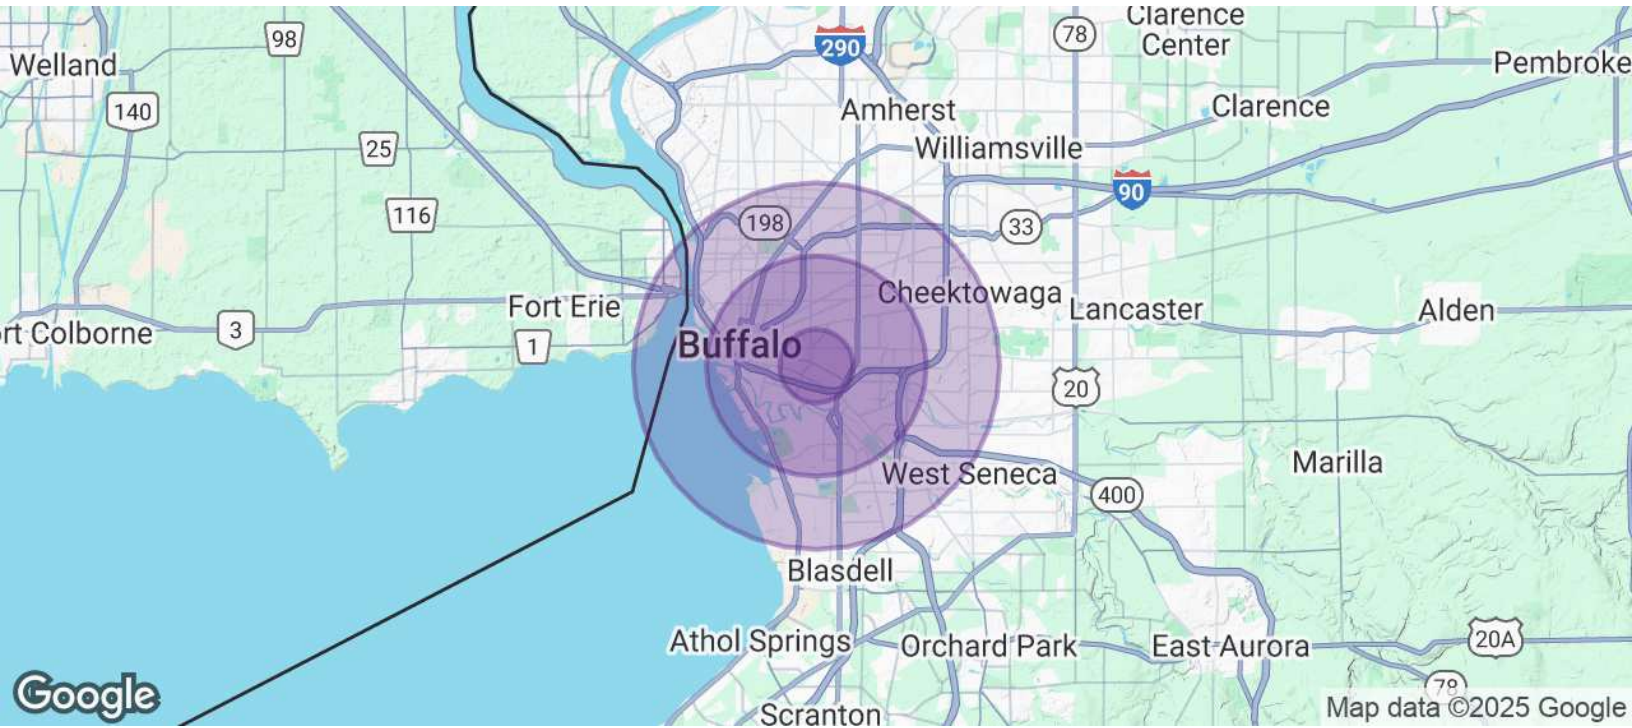 Clarence
Center
98
290
78
Welland
Pembroke
140
Amherst
Clarence
25
Williamsville
90
116
198
33
Cheektowaga
Fort Erie
Lancaster
Alden
3
ort Colborne
1
Buffalo
20
West Seneca
Marilla
400
Blasdell
Athol Springs
Orchard Park
East Aurora
20A
78
Google
Scranton
Map data ©2025 Google